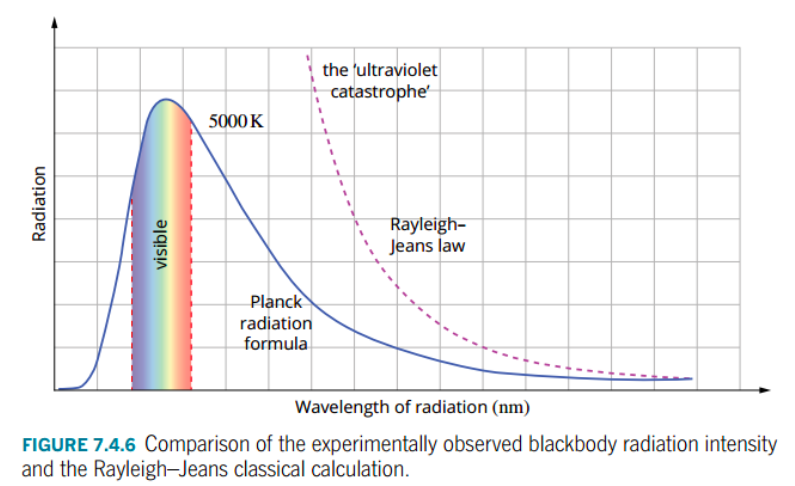 the 'ultraviolet
catastrophe'
5000 K
Radiation
visible
Rayleigh–
Jeans law
Planck
radiation
formula
Wavelength of radiation (nm)
FIGURE 7.4.6 Comparison of the experimentally observed blackbody radiation intensity
and the Rayleigh–Jeans classical calculation.